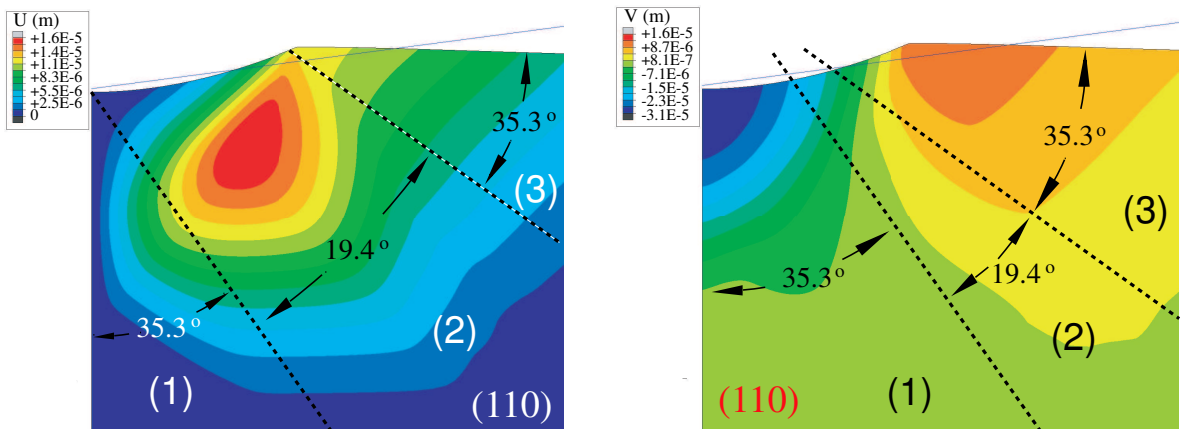 U (m)
+1.6E-5
+1.4E-5
+1.1E-5
+8.3E-6
+5.5E-6
+2.5E-6
0
35.3°
(3)
19.4°
35.3°
(2)
(1)
(110)
V (m)
+1.6E-5
+8.7E-6
+8.1E-7
-7.1E-6
-1.5E-5
-2.3E-5
-3.1E-5
35.3°
(3)
19.4°
35.3°
(2)
(1)
(110)